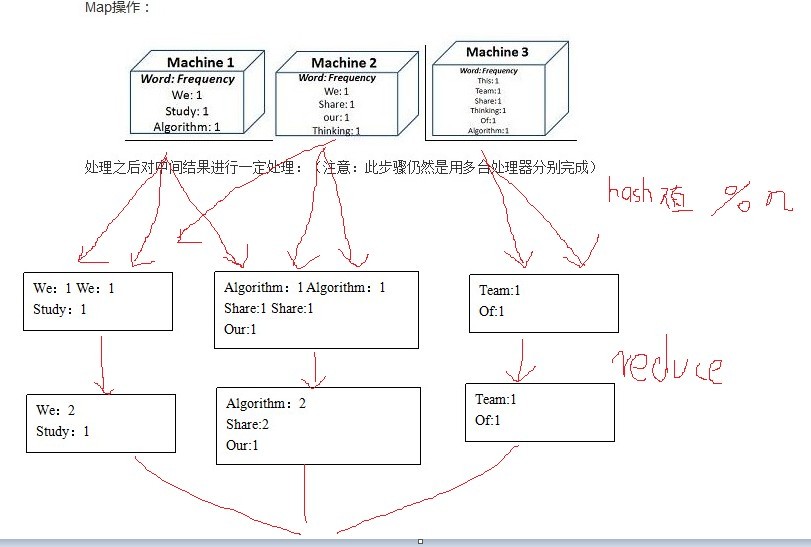 Map操作：
Machine 1
Word: Frequency
We: 1
Study: 1
Algorithm: 1
Machine 2
Word: Frequency
We: 1
Share: 1
our: 1
Thinking: 1
Machine 3
Word: Frequency
This: 1
Team: 1
Share: 1
Thinking: 1
Of: 1
Algorithm: 1
处理之后对中间结果进行一定处理：（注意：此步骤仍然是用多台处理器分别完成）
hash值 % n
We：1 We：1
Study：1
Algorithm：1 Algorithm：1
Share:1 Share:1
Our:1
Team:1
Of:1
reduce
We：2
Study：1
Algorithm：2
Share:2
Our:1
Team:1
Of:1